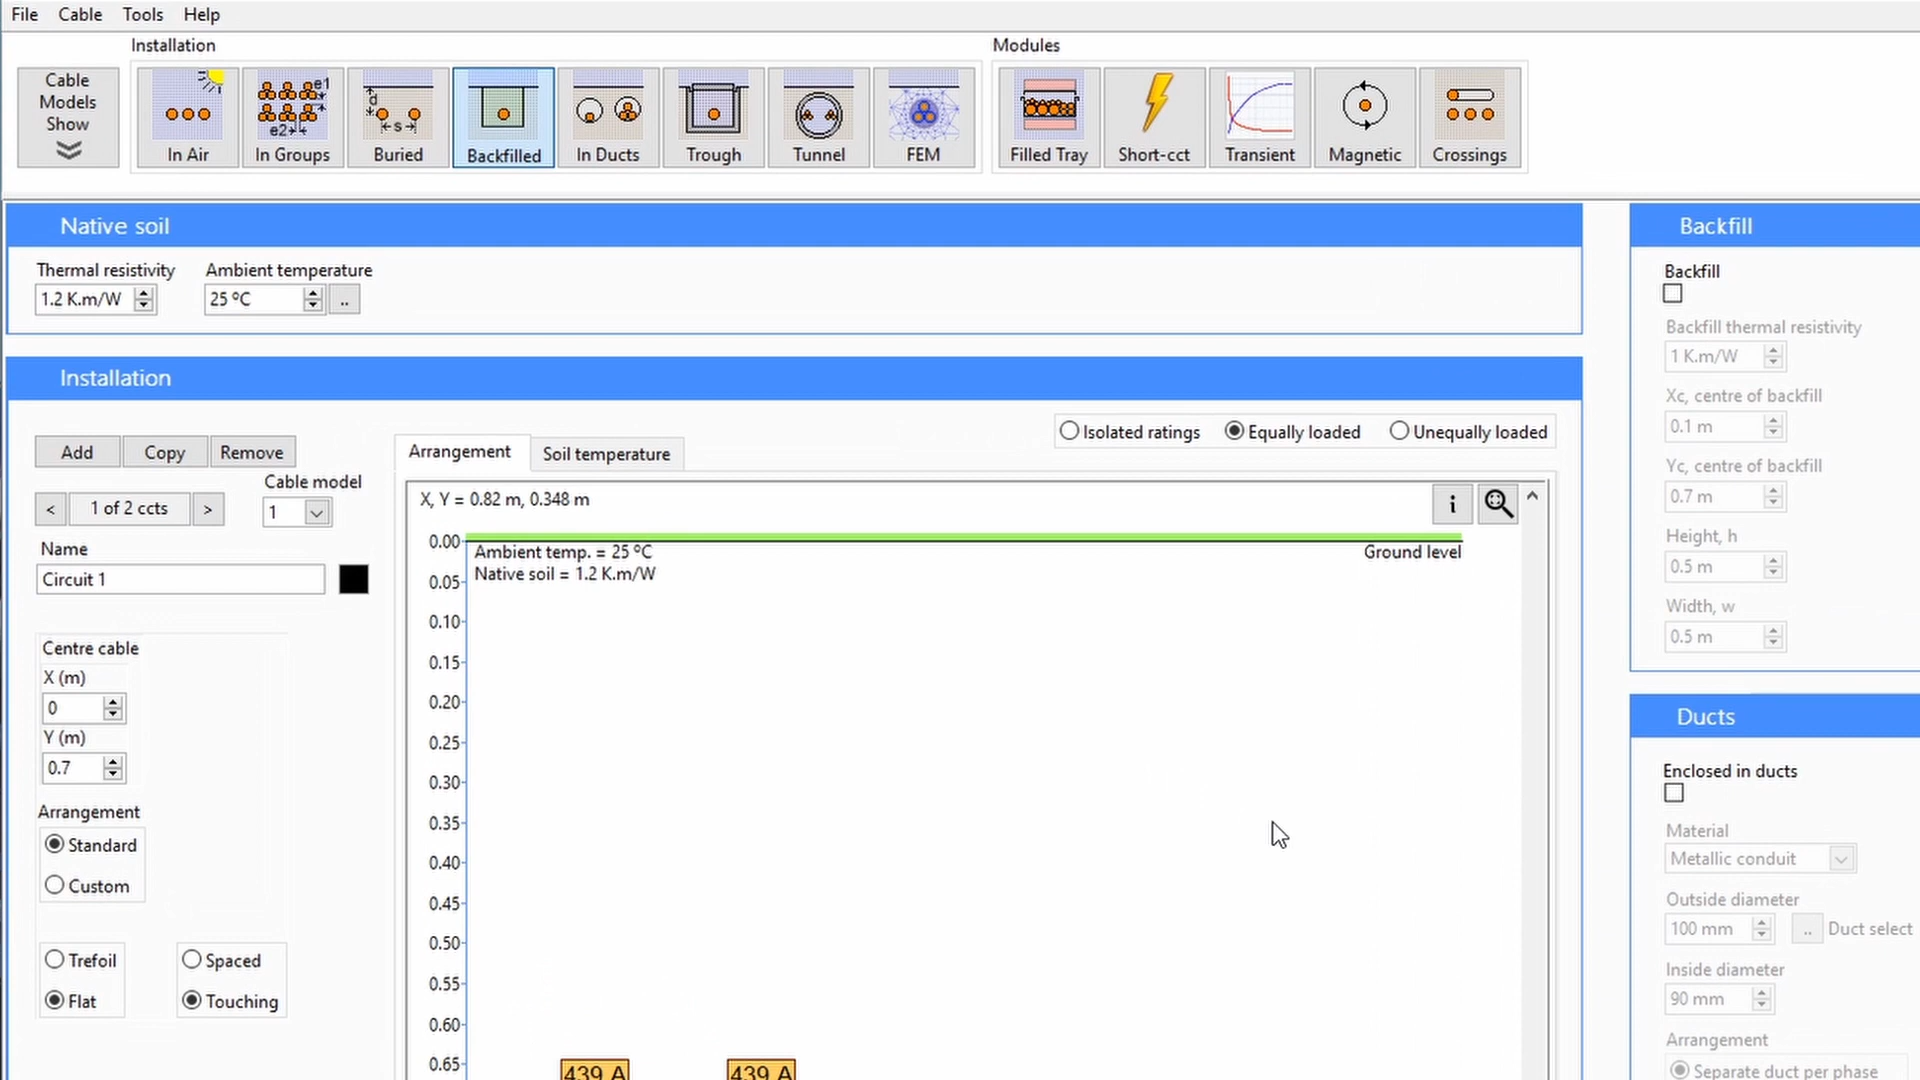 File Cable Tools Help
Installation
Modules
Cable
Models
Show
In Air
e1
e2
In Groups
d
s
Buried
Backfilled
In Ducts
Trough
Tunnel
FEM
Filled Tray
Short-cct
Transient
Magnetic
Crossings
Native soil
Thermal resistivity
1.2 K.m/W
Ambient temperature
25 ºC
..
Installation
Add Copy Remove
Cable model
< 1 of 2 ccts >
1
Name
Circuit 1
Centre cable
X (m)
0
Y (m)
0.7
Arrangement
Standard
Custom
Trefoil
Flat
Spaced
Touching
Arrangement
Soil temperature
Isolated ratings
Equally loaded
Unequally loaded
X, Y = 0.82 m, 0.348 m
i
0.00
Ambient temp. = 25 ºC
Native soil = 1.2 K.m/W
Ground level
0.05
0.10
0.15
0.20
0.25
0.30
0.35
0.40
0.45
0.50
0.55
0.60
0.65
439 A
439 A
Backfill
Backfill
Backfill thermal resistivity
1 K.m/W
Xc, centre of backfill
0.1 m
Yc, centre of backfill
0.7 m
Height, h
0.5 m
Width, w
0.5 m
Ducts
Enclosed in ducts
Material
Metallic conduit
Outside diameter
100 mm
.. Duct select
Inside diameter
90 mm
Arrangement
Separate duct per phase